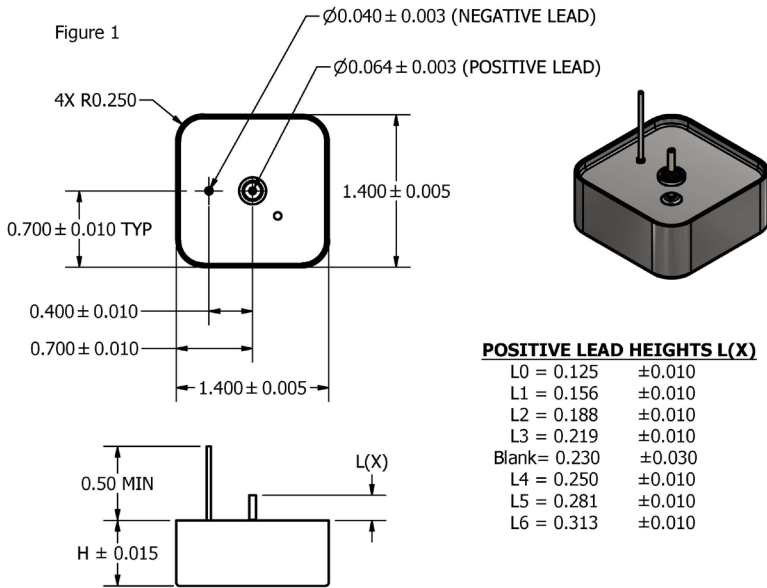 Figure 1
Ø0.040 ± 0.003 (NEGATIVE LEAD)
Ø0.064 ± 0.003 (POSITIVE LEAD)
4X R0.250
1.400 ± 0.005
0.700 ± 0.010 TYP
0.400 ± 0.010
0.700 ± 0.010
1.400 ± 0.005
POSITIVE LEAD HEIGHTS L(X)
L0 = 0.125 ±0.010
L1 = 0.156 ±0.010
L2 = 0.188 ±0.010
L3 = 0.219 ±0.010
Blank= 0.230 ±0.030
L4 = 0.250 ±0.010
L5 = 0.281 ±0.010
L6 = 0.313 ±0.010
L(X)
0.50 MIN
H ± 0.015